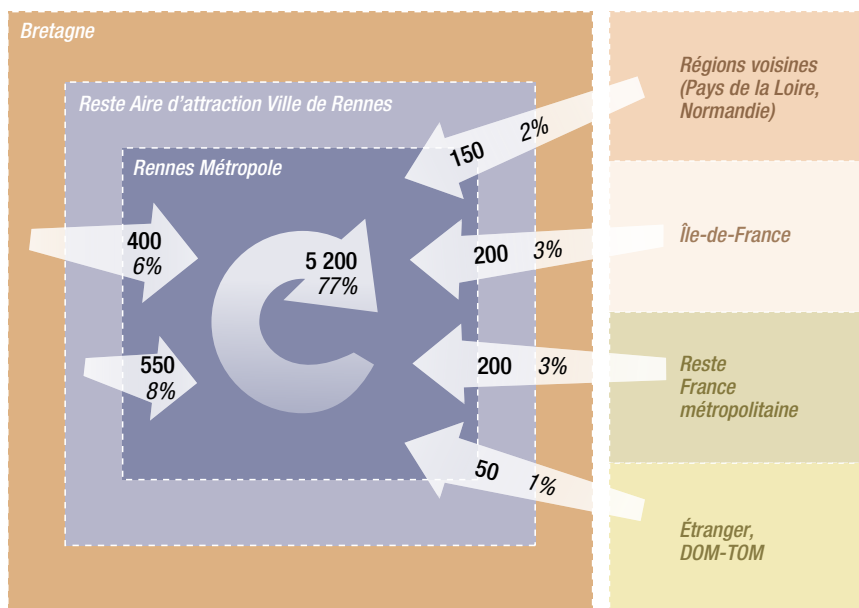 Bretagne
Reste Aire d'attraction Ville de Rennes
Rennes Métropole
400
6%
550
8%
5 200
77%
150 2%
200 3%
200 3%
50 1%
Régions voisines
(Pays de la Loire,
Normandie)
Île-de-France
Reste
France
métropolitaine
Étranger,
DOM-TOM